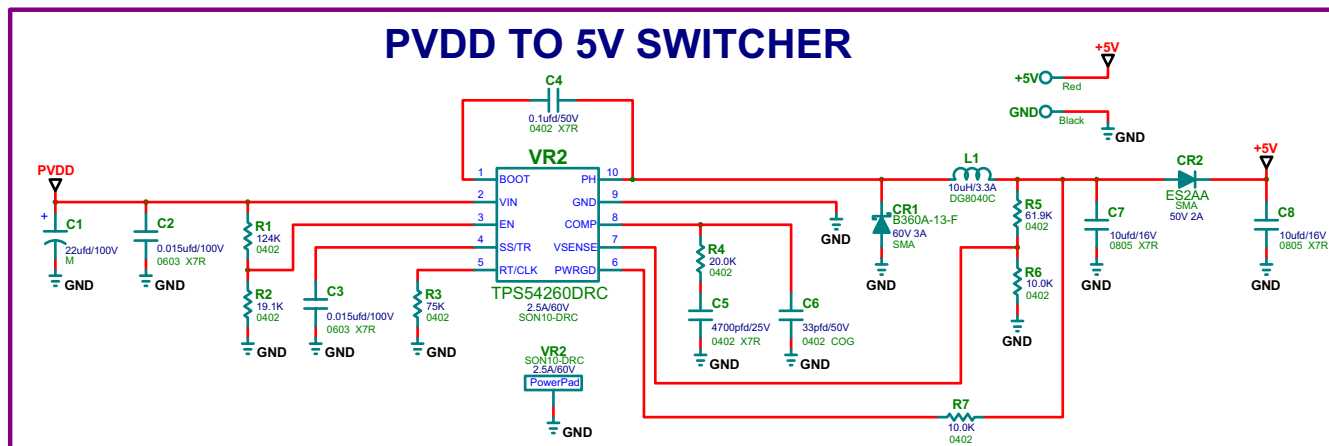 PVDD TO 5V SWITCHER
+5V
+5V
Red
GND
Black
GND
C4
0.1ufd/50V
0402 X7R
PVDD
VR2
1 BOOT
2 VIN
3 EN
4 SS/TR
5 RT/CLK
PH 10
GND 9
COMP 8
VSENSE 7
PWRGD 6
TPS54260DRC
2.5A/60V
SON10-DRC
+
C1
22ufd/100V
M
GND
C2
0.015ufd/100V
0603 X7R
GND
R1
124K
0402
R2
19.1K
0402
GND
C3
0.015ufd/100V
0603 X7R
GND
R3
75K
0402
GND
VR2
SON10-DRC
2.5A/60V
PowerPad
GND
R4
20.0K
0402
C5
4700pfd/25V
0402 X7R
GND
C6
33pfd/50V
0402 COG
GND
GND
CR1
B360A-13-F
60V 3A
SMA
GND
L1
10uH/3.3A
DG8040C
R5
61.9K
0402
R6
10.0K
0402
GND
R7
10.0K
0402
C7
10ufd/16V
0805 X7R
GND
CR2
ES2AA
SMA
50V 2A
+5V
C8
10ufd/16V
0805 X7R
GND